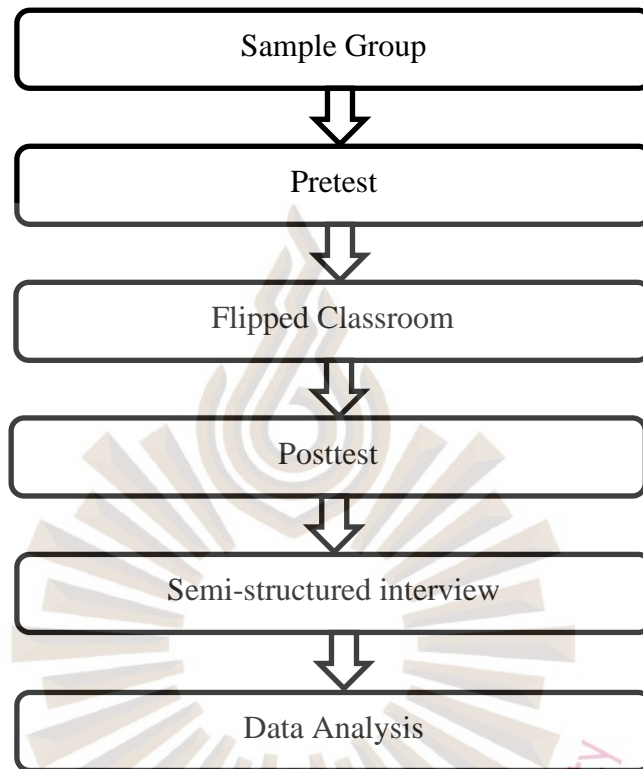 Sample Group
Pretest
Flipped Classroom
Posttest
Semi-structured interview
Data Analysis